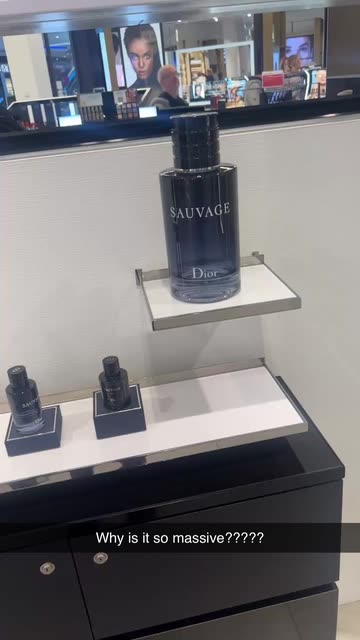 SAUVAGE
Dior
Why is it so massive?????